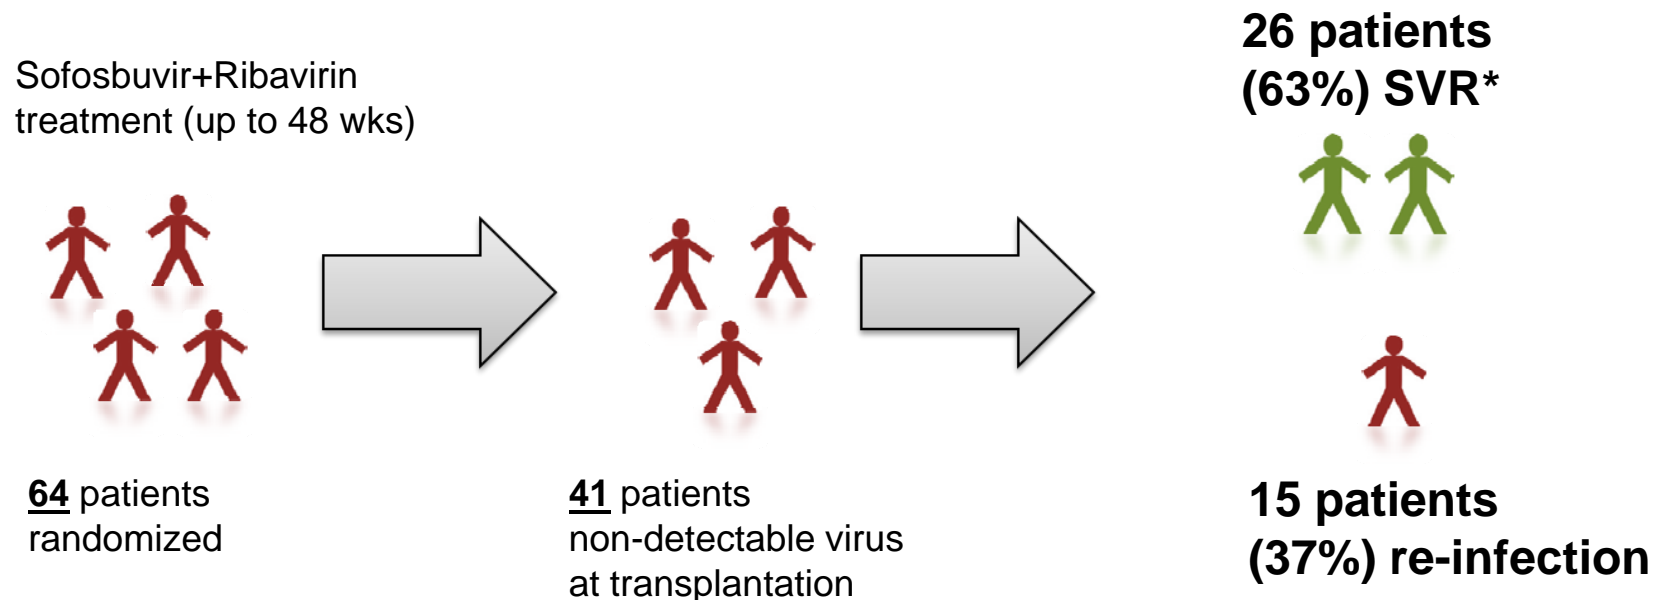 Sofosbuvir+Ribavirin
treatment (up to 48 wks)
64 patients
randomized
41 patients
non-detectable virus
at transplantation
26 patients
(63%) SVR*
15 patients
(37%) re-infection